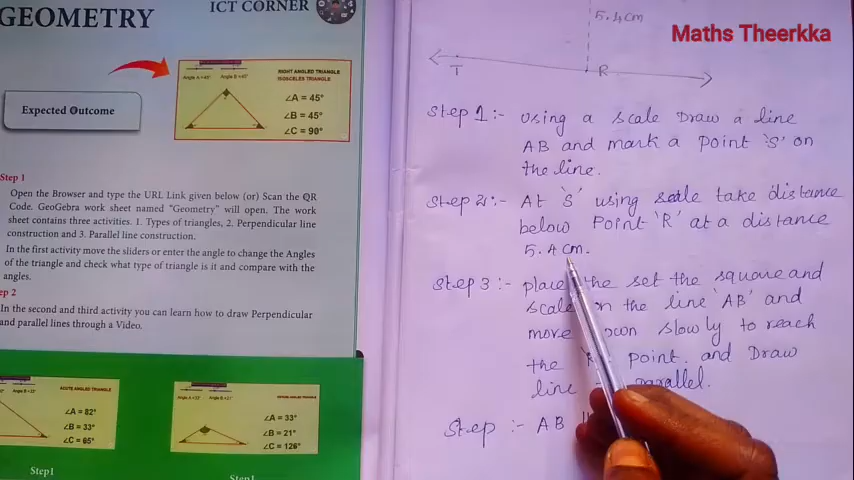 GEOMETRY
ICT CORNER
Expected Outcome
Angle A = 45°
Angle B = 45°
RIGHT ANGLED TRIANGLE
ISOSCELES TRIANGLE
∠A = 45°
∠B = 45°
∠C = 90°
Step 1
Open the Browser and type the URL Link given below (or) Scan the QR
Code. GeoGebra work sheet named "Geometry" will open. The work
sheet contains three activities. 1. Types of triangles, 2. Perpendicular line
construction and 3. Parallel line construction.
In the first activity move the sliders or enter the angle to change the Angles
of the triangle and check what type of triangle is it and compare with the
angles.
ep 2
In the second and third activity you can learn how to draw Perpendicular
and parallel lines through a Video.
ACUTE ANGLED TRIANGLE
∠A = 82°
∠B = 33°
∠C = 65°
Step1
∠A = 33°
∠B = 21°
∠C = 126°
Step1
Maths Theerkka
5.4cm
T
R
Step 1:- Using a scale Draw a line
AB and mark a point 'S' on
the line.
Step 2:- At 'S' using scale take distance
below Point 'R' at a distance
5.4 cm.
Step 3:- place the set the square and
scale on the line 'AB' and
move down slowly to reach
the 'R' point. and Draw
line parallel.
Step :- AB